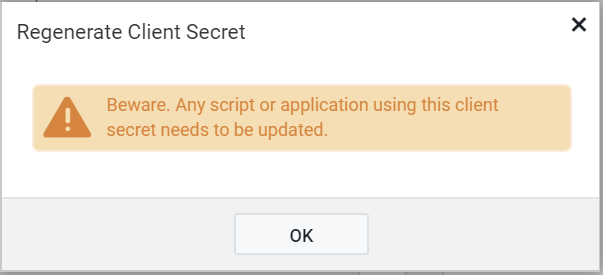 Regenerate Client Secret
Beware. Any script or application using this client
secret needs to be updated.
OK